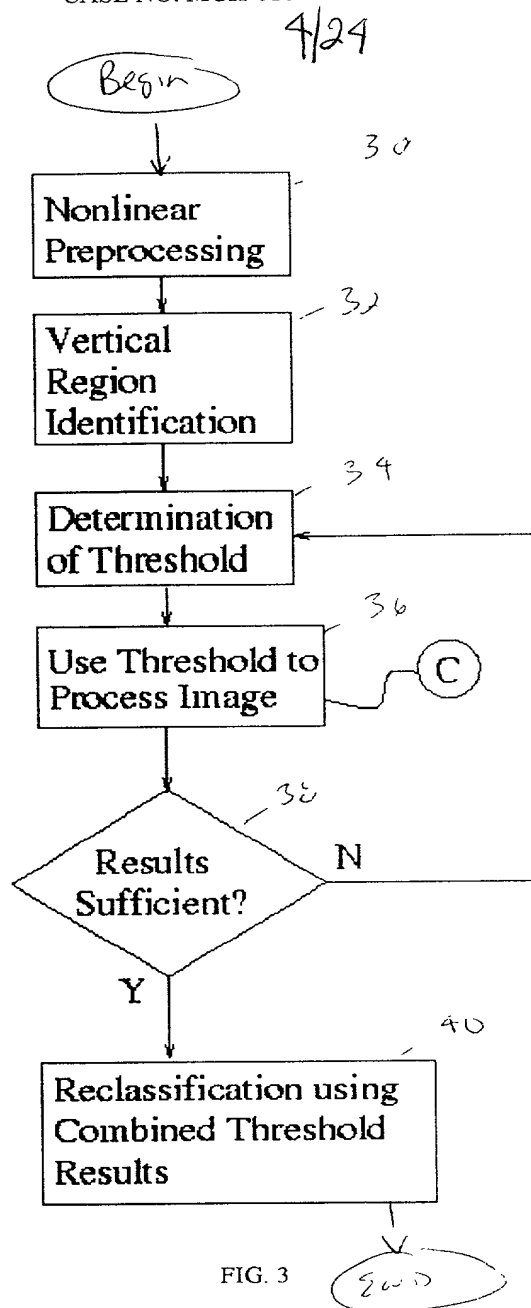 4/24
Begin
30
Nonlinear
Preprocessing
32
Vertical
Region
Identification
34
Determination
of Threshold
36
Use Threshold to
Process Image
C
38
Results
Sufficient?
N
Y
40
Reclassification using
Combined Threshold
Results
FIG. 3
End